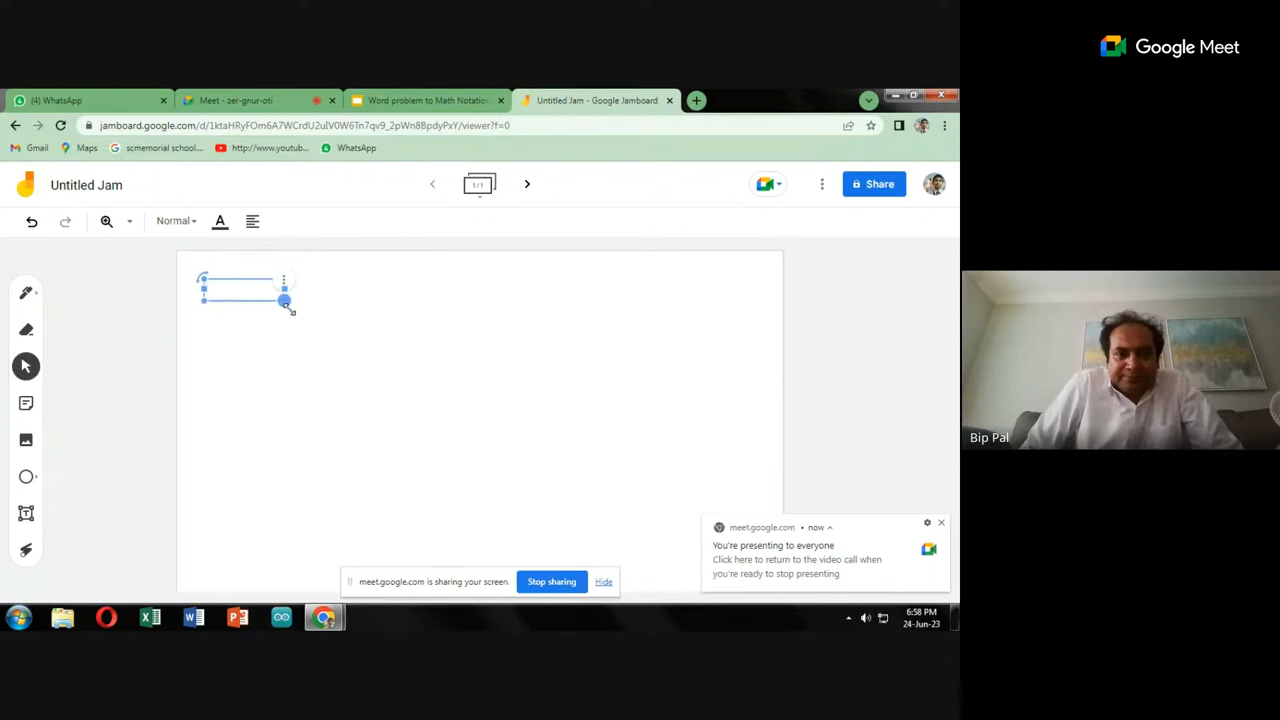 Google Meet
(4) WhatsApp
Meet - zer-gnur-oti
Word problem to Math Notation
Untitled Jam - Google Jamboard
jamboard.google.com/d/1ktaHRyFOm6A7WCrdU2uIV0W6Tn7qv9_2pWn8BpdyPxY/viewer?f=0
Gmail
Maps
scmemorial school....
http://www.youtub...
WhatsApp
Untitled Jam
1/1
Share
Normal
Bip Pal
meet.google.com • now
You're presenting to everyone
Click here to return to the video call when
you're ready to stop presenting
meet.google.com is sharing your screen.
Stop sharing
Hide
6:58 PM
24-Jun-23